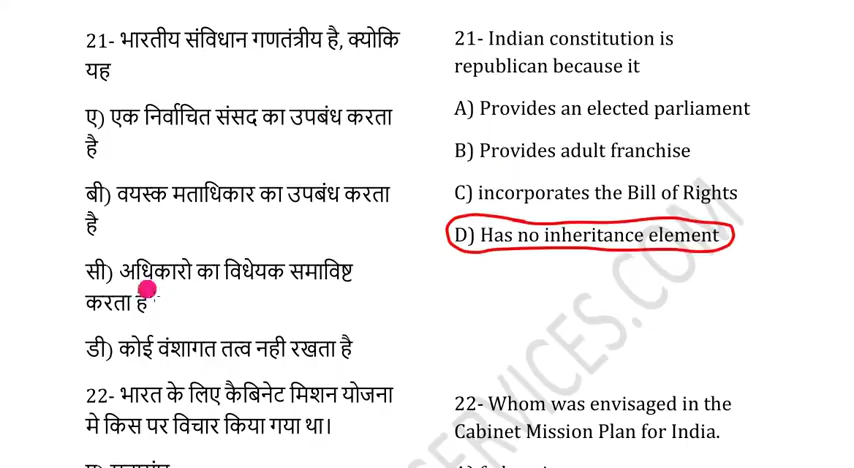 21- भारतीय संविधान गणतंत्रीय है, क्योकि
यह
ए) एक निर्वाचित संसद का उपबंध करता
है
बी) वयस्क मताधिकार का उपबंध करता
है
सी) अधिकारो का विधेयक समाविष्ट
करता है
डी) कोई वंशागत तत्व नही रखता है
22- भारत के लिए कैबिनेट मिशन योजना
मे किस पर विचार किया गया था।
21- Indian constitution is
republican because it
A) Provides an elected parliament
B) Provides adult franchise
C) incorporates the Bill of Rights
D) Has no inheritance element
22- Whom was envisaged in the
Cabinet Mission Plan for India.
SERVICES.COM